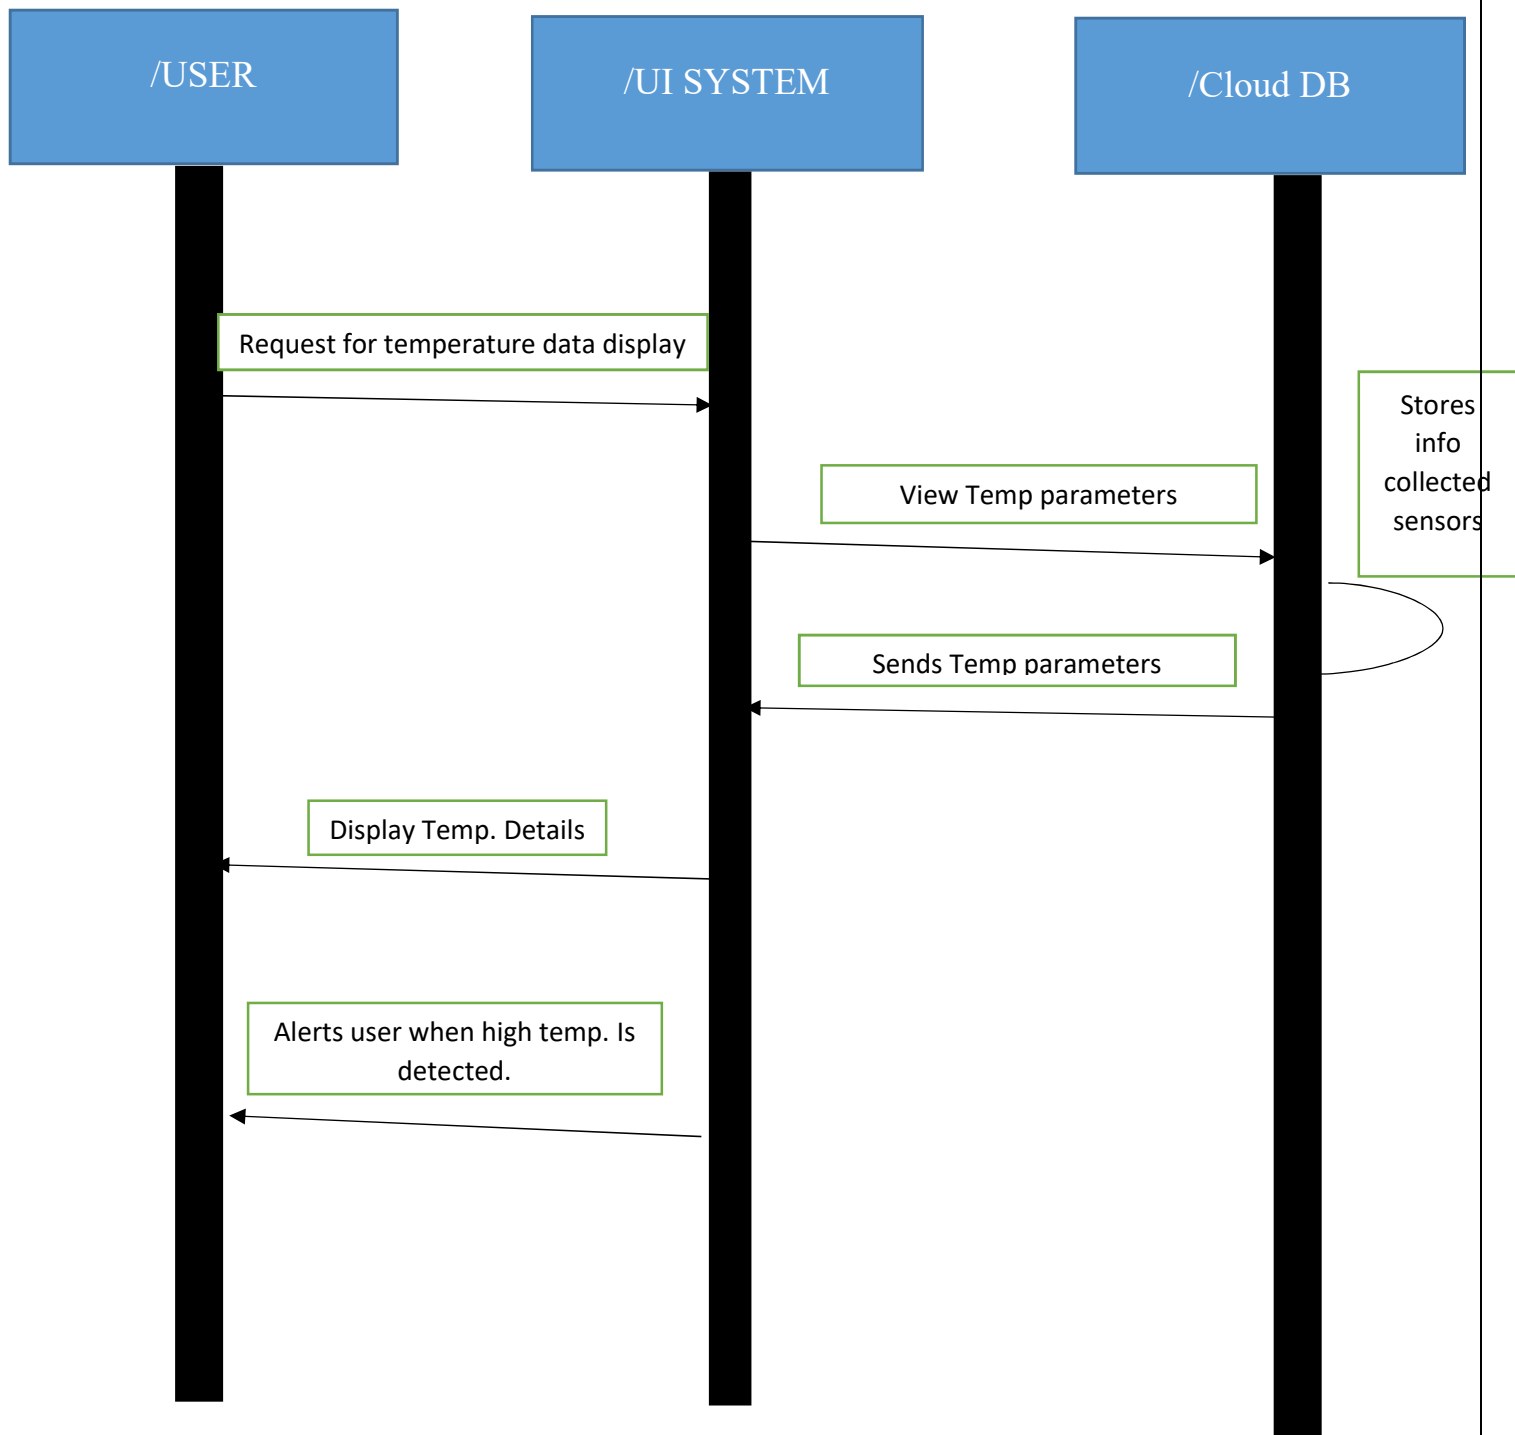 /USER
/UI SYSTEM
/Cloud DB
Request for temperature data display
Stores
info
collected
sensors
View Temp parameters
Sends Temp parameters
Display Temp. Details
Alerts user when high temp. Is
detected.